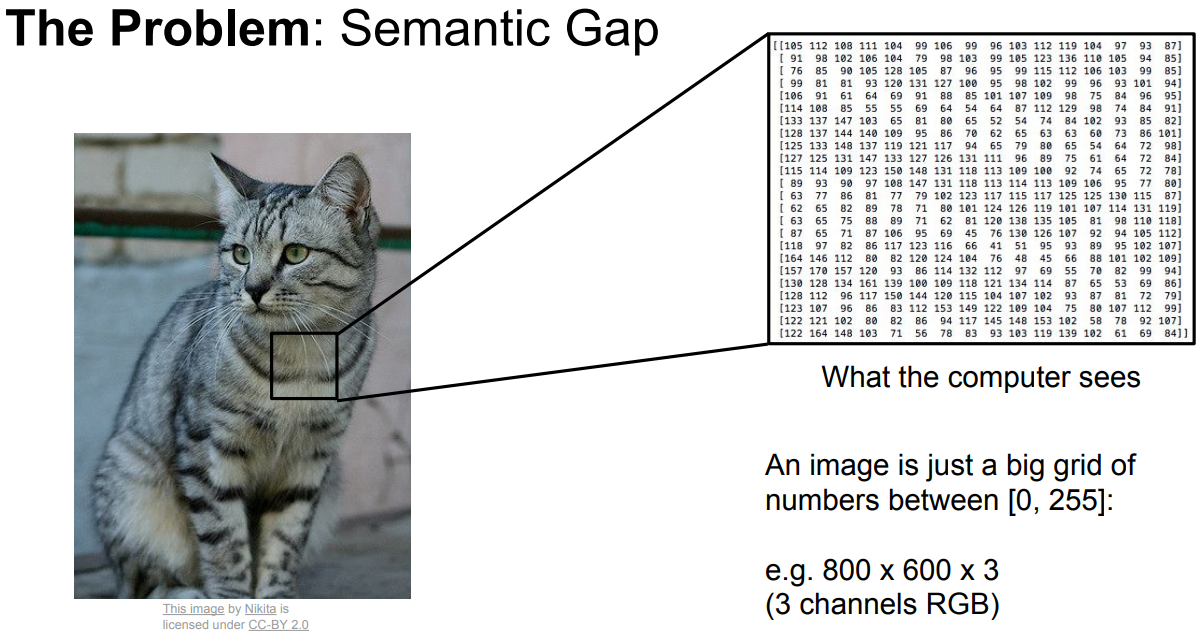 The Problem: Semantic Gap
[[105 112 108 111 104 99 106 99 96 103 112 119 104 97 93 87]
[ 91 98 102 106 104 79 98 103 99 105 123 136 110 105 94 85]
[ 76 85 90 105 128 105 87 96 95 99 115 112 106 103 99 85]
[ 99 81 81 93 120 131 127 100 95 98 102 99 96 93 101 94]
[106 91 61 64 69 91 88 85 101 107 109 98 75 84 96 95]
[114 108 85 55 55 69 64 54 64 87 112 129 98 74 84 91]
[133 137 147 103 65 81 80 65 52 54 74 84 102 93 85 82]
[128 137 144 140 109 95 86 70 62 65 63 63 60 73 86 101]
[125 133 148 137 119 121 117 94 65 79 80 65 54 64 72 98]
[127 125 131 147 133 127 126 131 111 96 89 75 61 64 72 84]
[115 114 109 123 150 148 131 118 113 109 100 92 74 65 72 78]
[ 89 93 90 97 108 147 131 118 113 114 113 109 106 95 77 80]
[ 63 77 86 81 77 79 102 123 117 115 117 125 125 130 115 87]
[ 62 65 82 89 78 71 80 101 124 126 119 101 107 114 131 119]
[ 63 65 75 88 89 71 62 81 120 138 135 105 81 98 110 118]
[ 87 65 71 87 106 95 69 45 76 130 126 107 92 94 105 112]
[118 97 82 86 117 123 116 66 41 51 95 93 89 95 102 107]
[164 146 112 80 82 120 124 104 76 48 45 66 88 101 102 109]
[157 170 157 120 93 86 114 132 112 97 69 55 70 82 99 94]
[130 128 134 161 139 100 109 118 121 134 114 87 65 53 69 86]
[128 112 96 117 150 144 120 115 104 107 102 93 87 81 72 79]
[123 107 96 86 83 112 153 149 122 109 104 75 80 107 112 99]
[122 121 102 80 82 86 94 117 145 148 153 102 58 78 92 107]
[122 164 148 103 71 56 78 83 93 103 119 139 102 61 69 84]]
What the computer sees
An image is just a big grid of
numbers between [0, 255]:
e.g. 800 x 600 x 3
(3 channels RGB)
This image by Nikita is
licensed under CC-BY 2.0